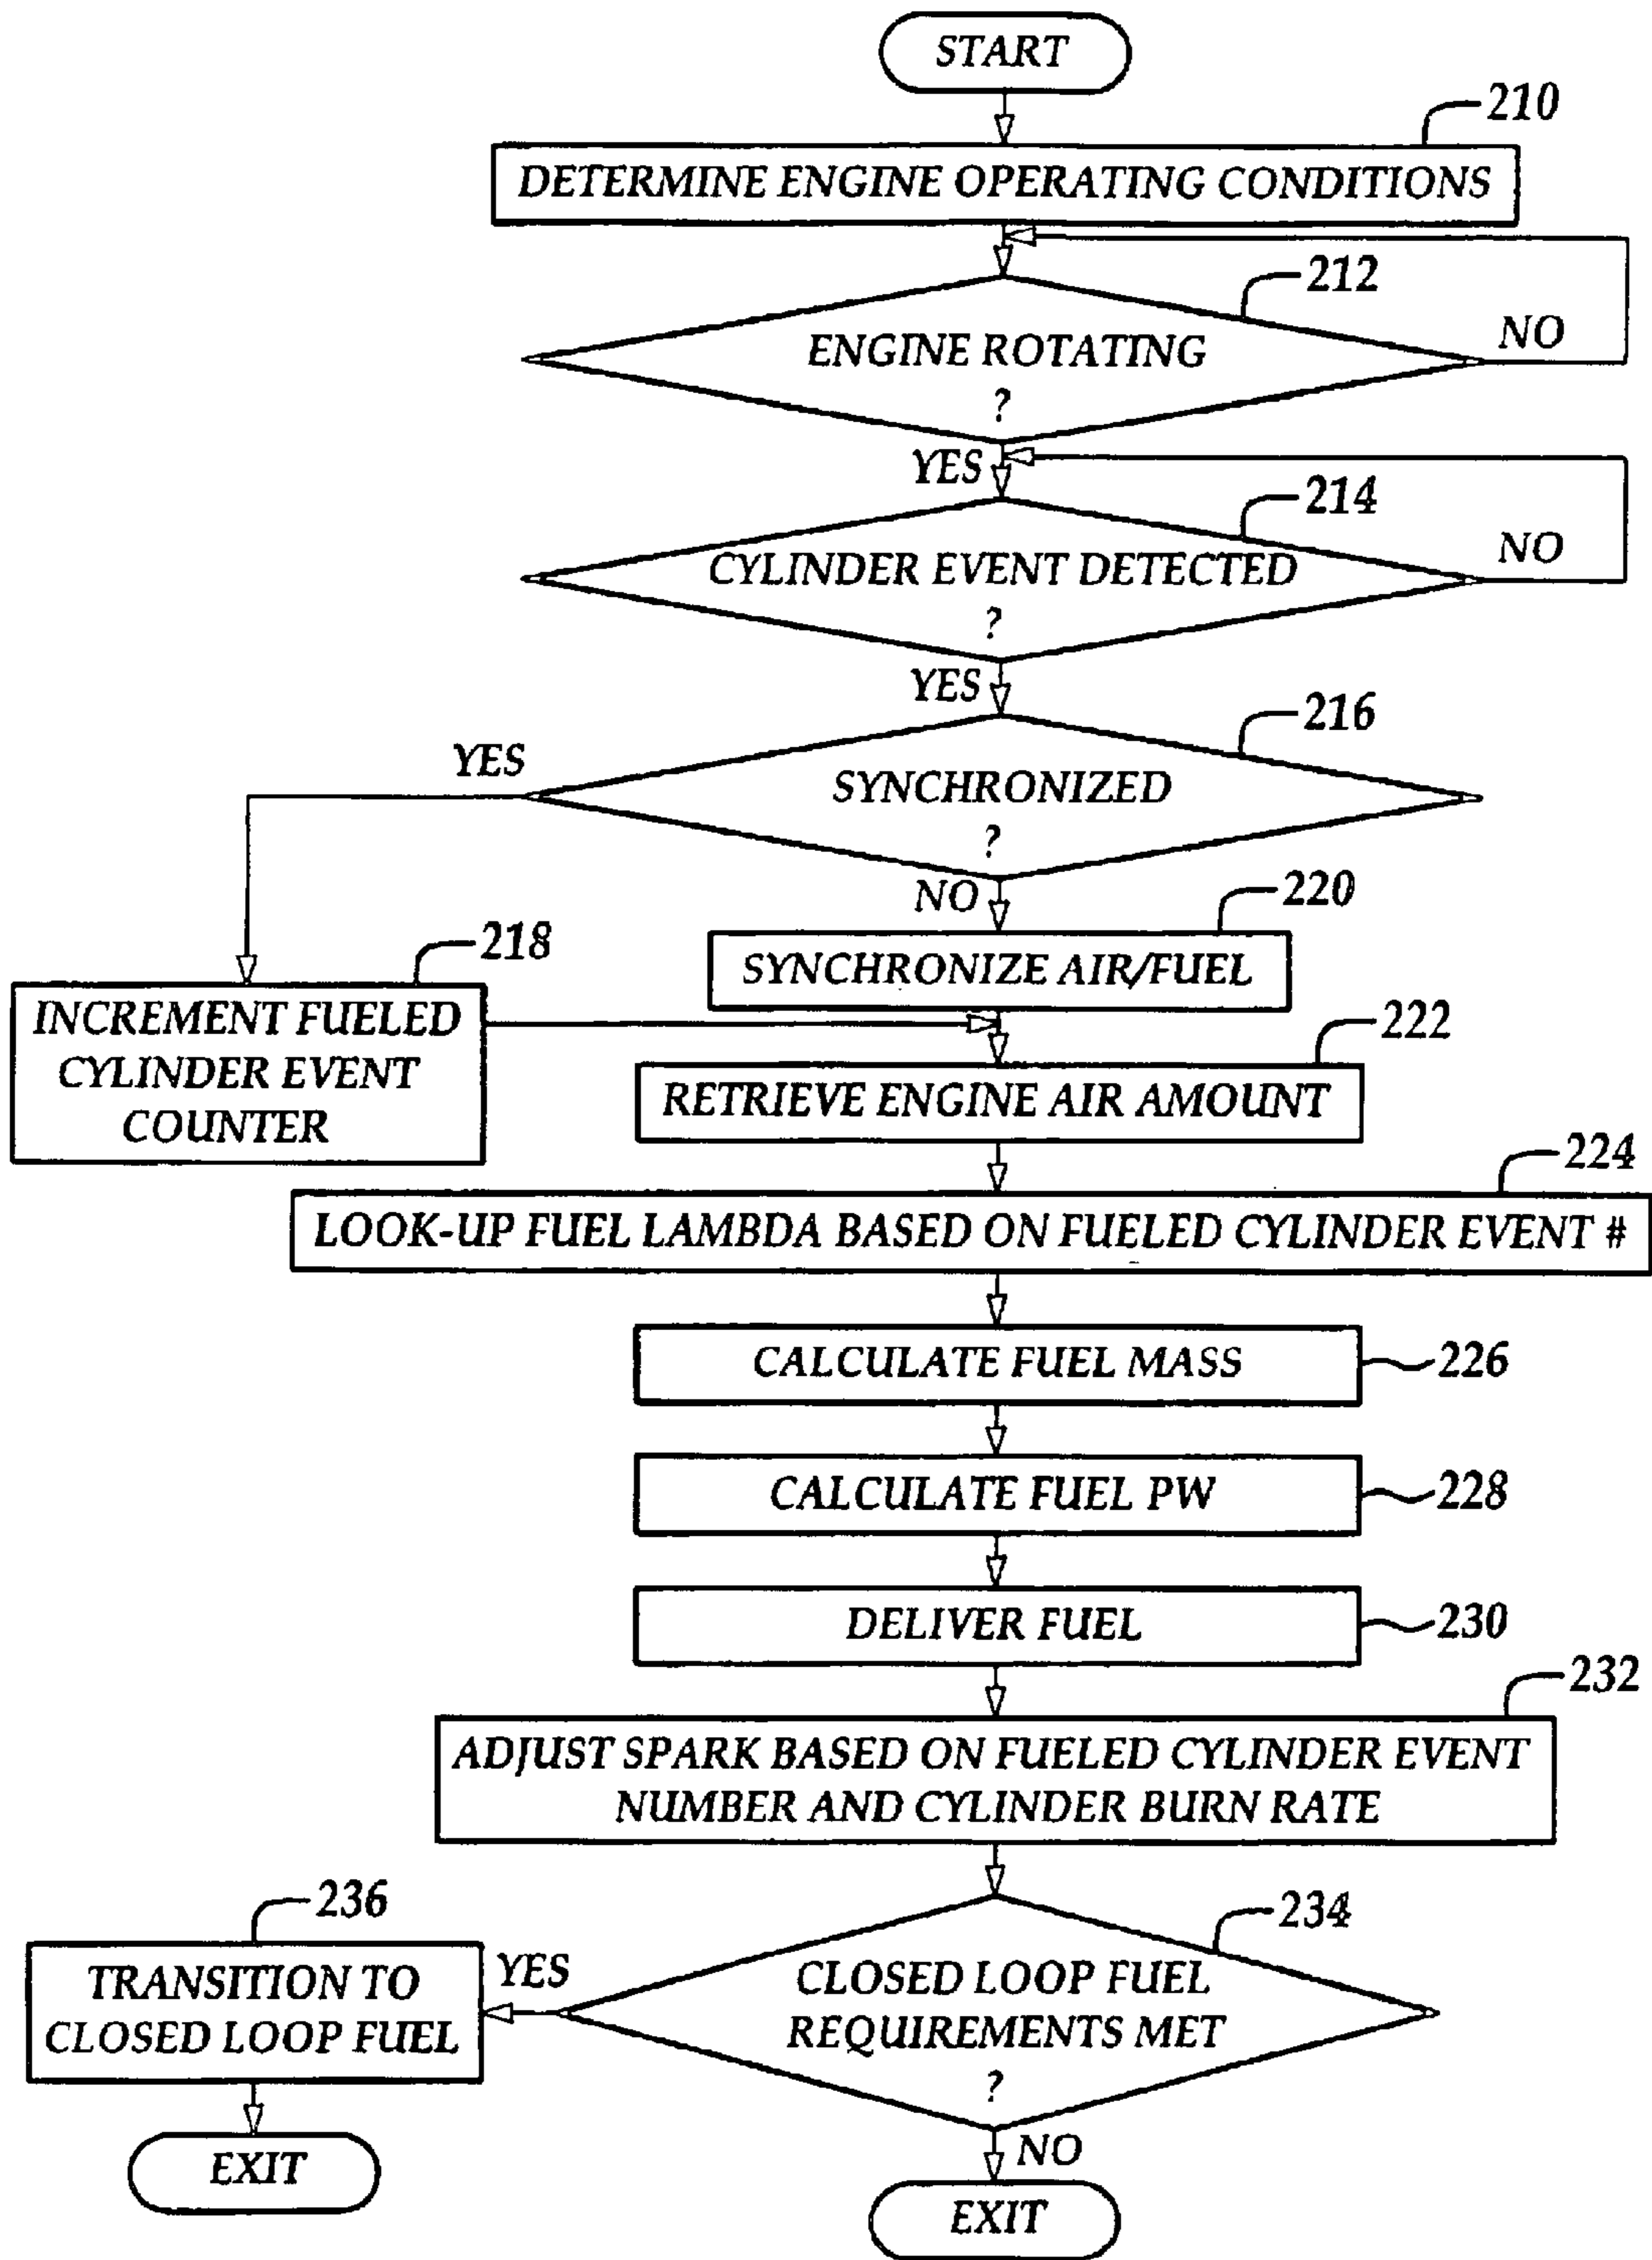 START
210
DETERMINE ENGINE OPERATING CONDITIONS
212
ENGINE ROTATING
?
NO
YES
214
CYLINDER EVENT DETECTED
?
NO
YES
216
SYNCHRONIZED
?
YES
NO
220
SYNCHRONIZE AIR/FUEL
218
INCREMENT FUELED
CYLINDER EVENT
COUNTER
222
RETRIEVE ENGINE AIR AMOUNT
224
LOOK-UP FUEL LAMBDA BASED ON FUELED CYLINDER EVENT #
CALCULATE FUEL MASS
226
CALCULATE FUEL PW
228
DELIVER FUEL
230
232
ADJUST SPARK BASED ON FUELED CYLINDER EVENT
NUMBER AND CYLINDER BURN RATE
234
CLOSED LOOP FUEL
REQUIREMENTS MET
?
YES
236
TRANSITION TO
CLOSED LOOP FUEL
EXIT
NO
EXIT